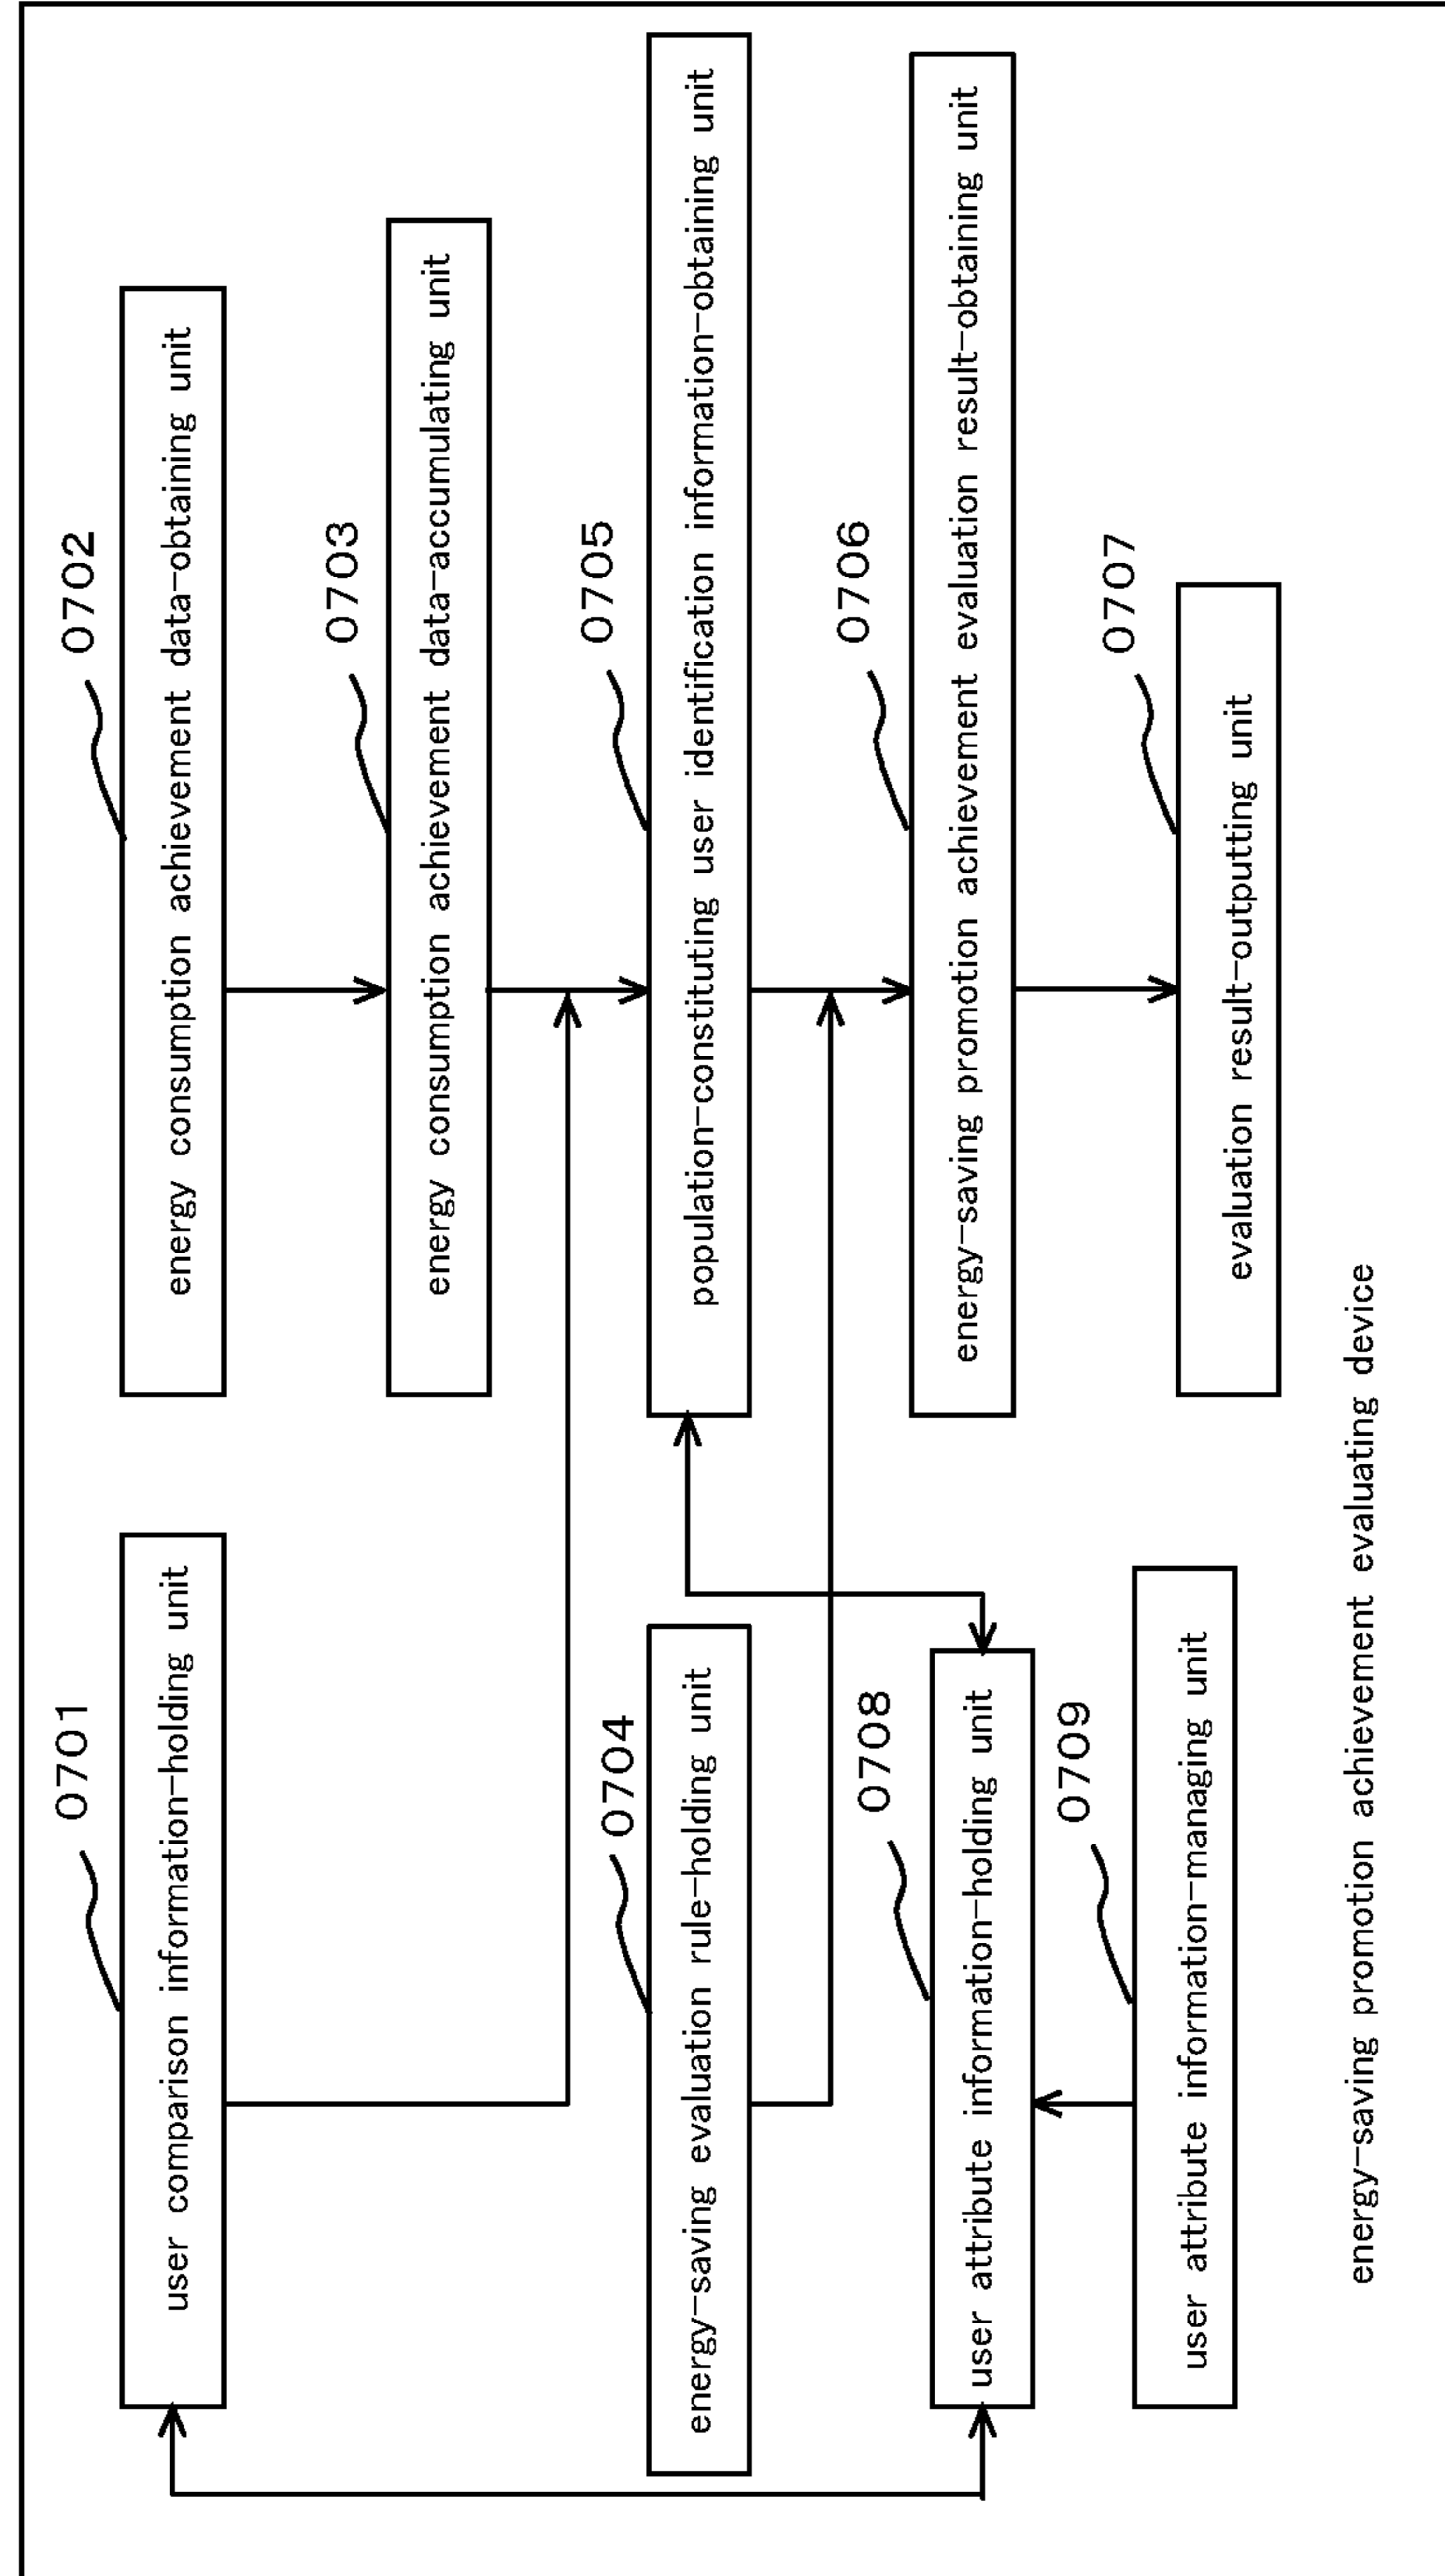 0701
user comparison information-holding unit
0702
energy consumption achievement data-obtaining unit
0703
energy consumption achievement data-accumulating unit
0704
energy-saving evaluation rule-holding unit
0705
population-constituting user identification information-obtaining unit
0708
user attribute information-holding unit
0706
energy-saving promotion achievement evaluation result-obtaining unit
0709
user attribute information-managing unit
0707
evaluation result-outputting unit
energy-saving promotion achievement evaluating device